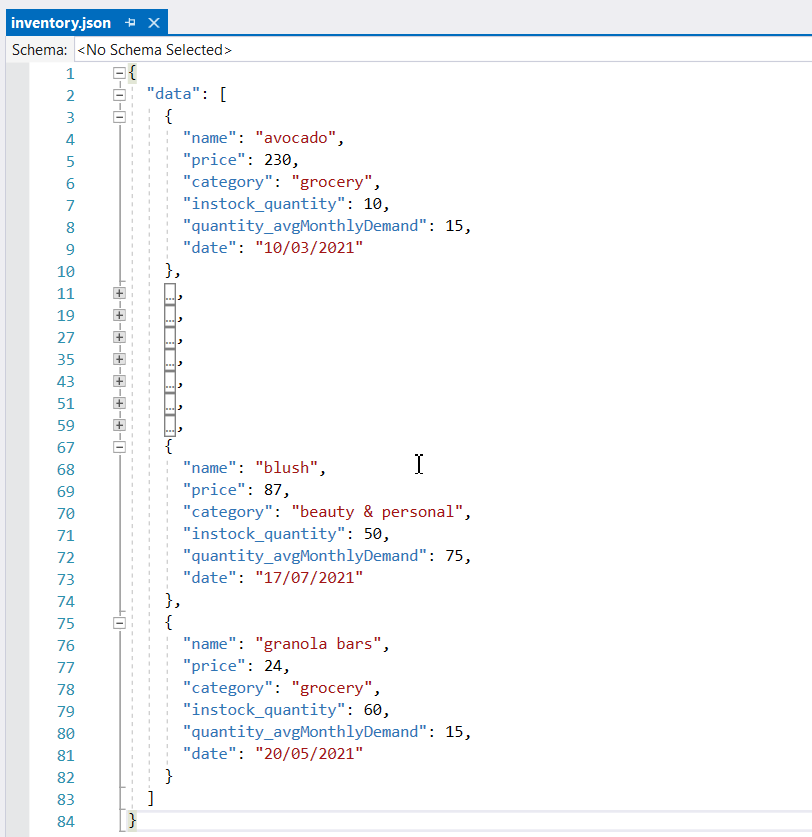 inventory.json
Schema: <No Schema Selected>
1 {
2 "data": [
3 {
4 "name": "avocado",
5 "price": 230,
6 "category": "grocery",
7 "instock_quantity": 10,
8 "quantity_avgMonthlyDemand": 15,
9 "date": "10/03/2021"
10 },
11 ...,
19 ...,
27 ...,
35 ...,
43 ...,
51 ...,
59 ...,
67 {
68 "name": "blush",
69 "price": 87,
70 "category": "beauty & personal",
71 "instock_quantity": 50,
72 "quantity_avgMonthlyDemand": 75,
73 "date": "17/07/2021"
74 },
75 {
76 "name": "granola bars",
77 "price": 24,
78 "category": "grocery",
79 "instock_quantity": 60,
80 "quantity_avgMonthlyDemand": 15,
81 "date": "20/05/2021"
82 }
83 ]
84 }